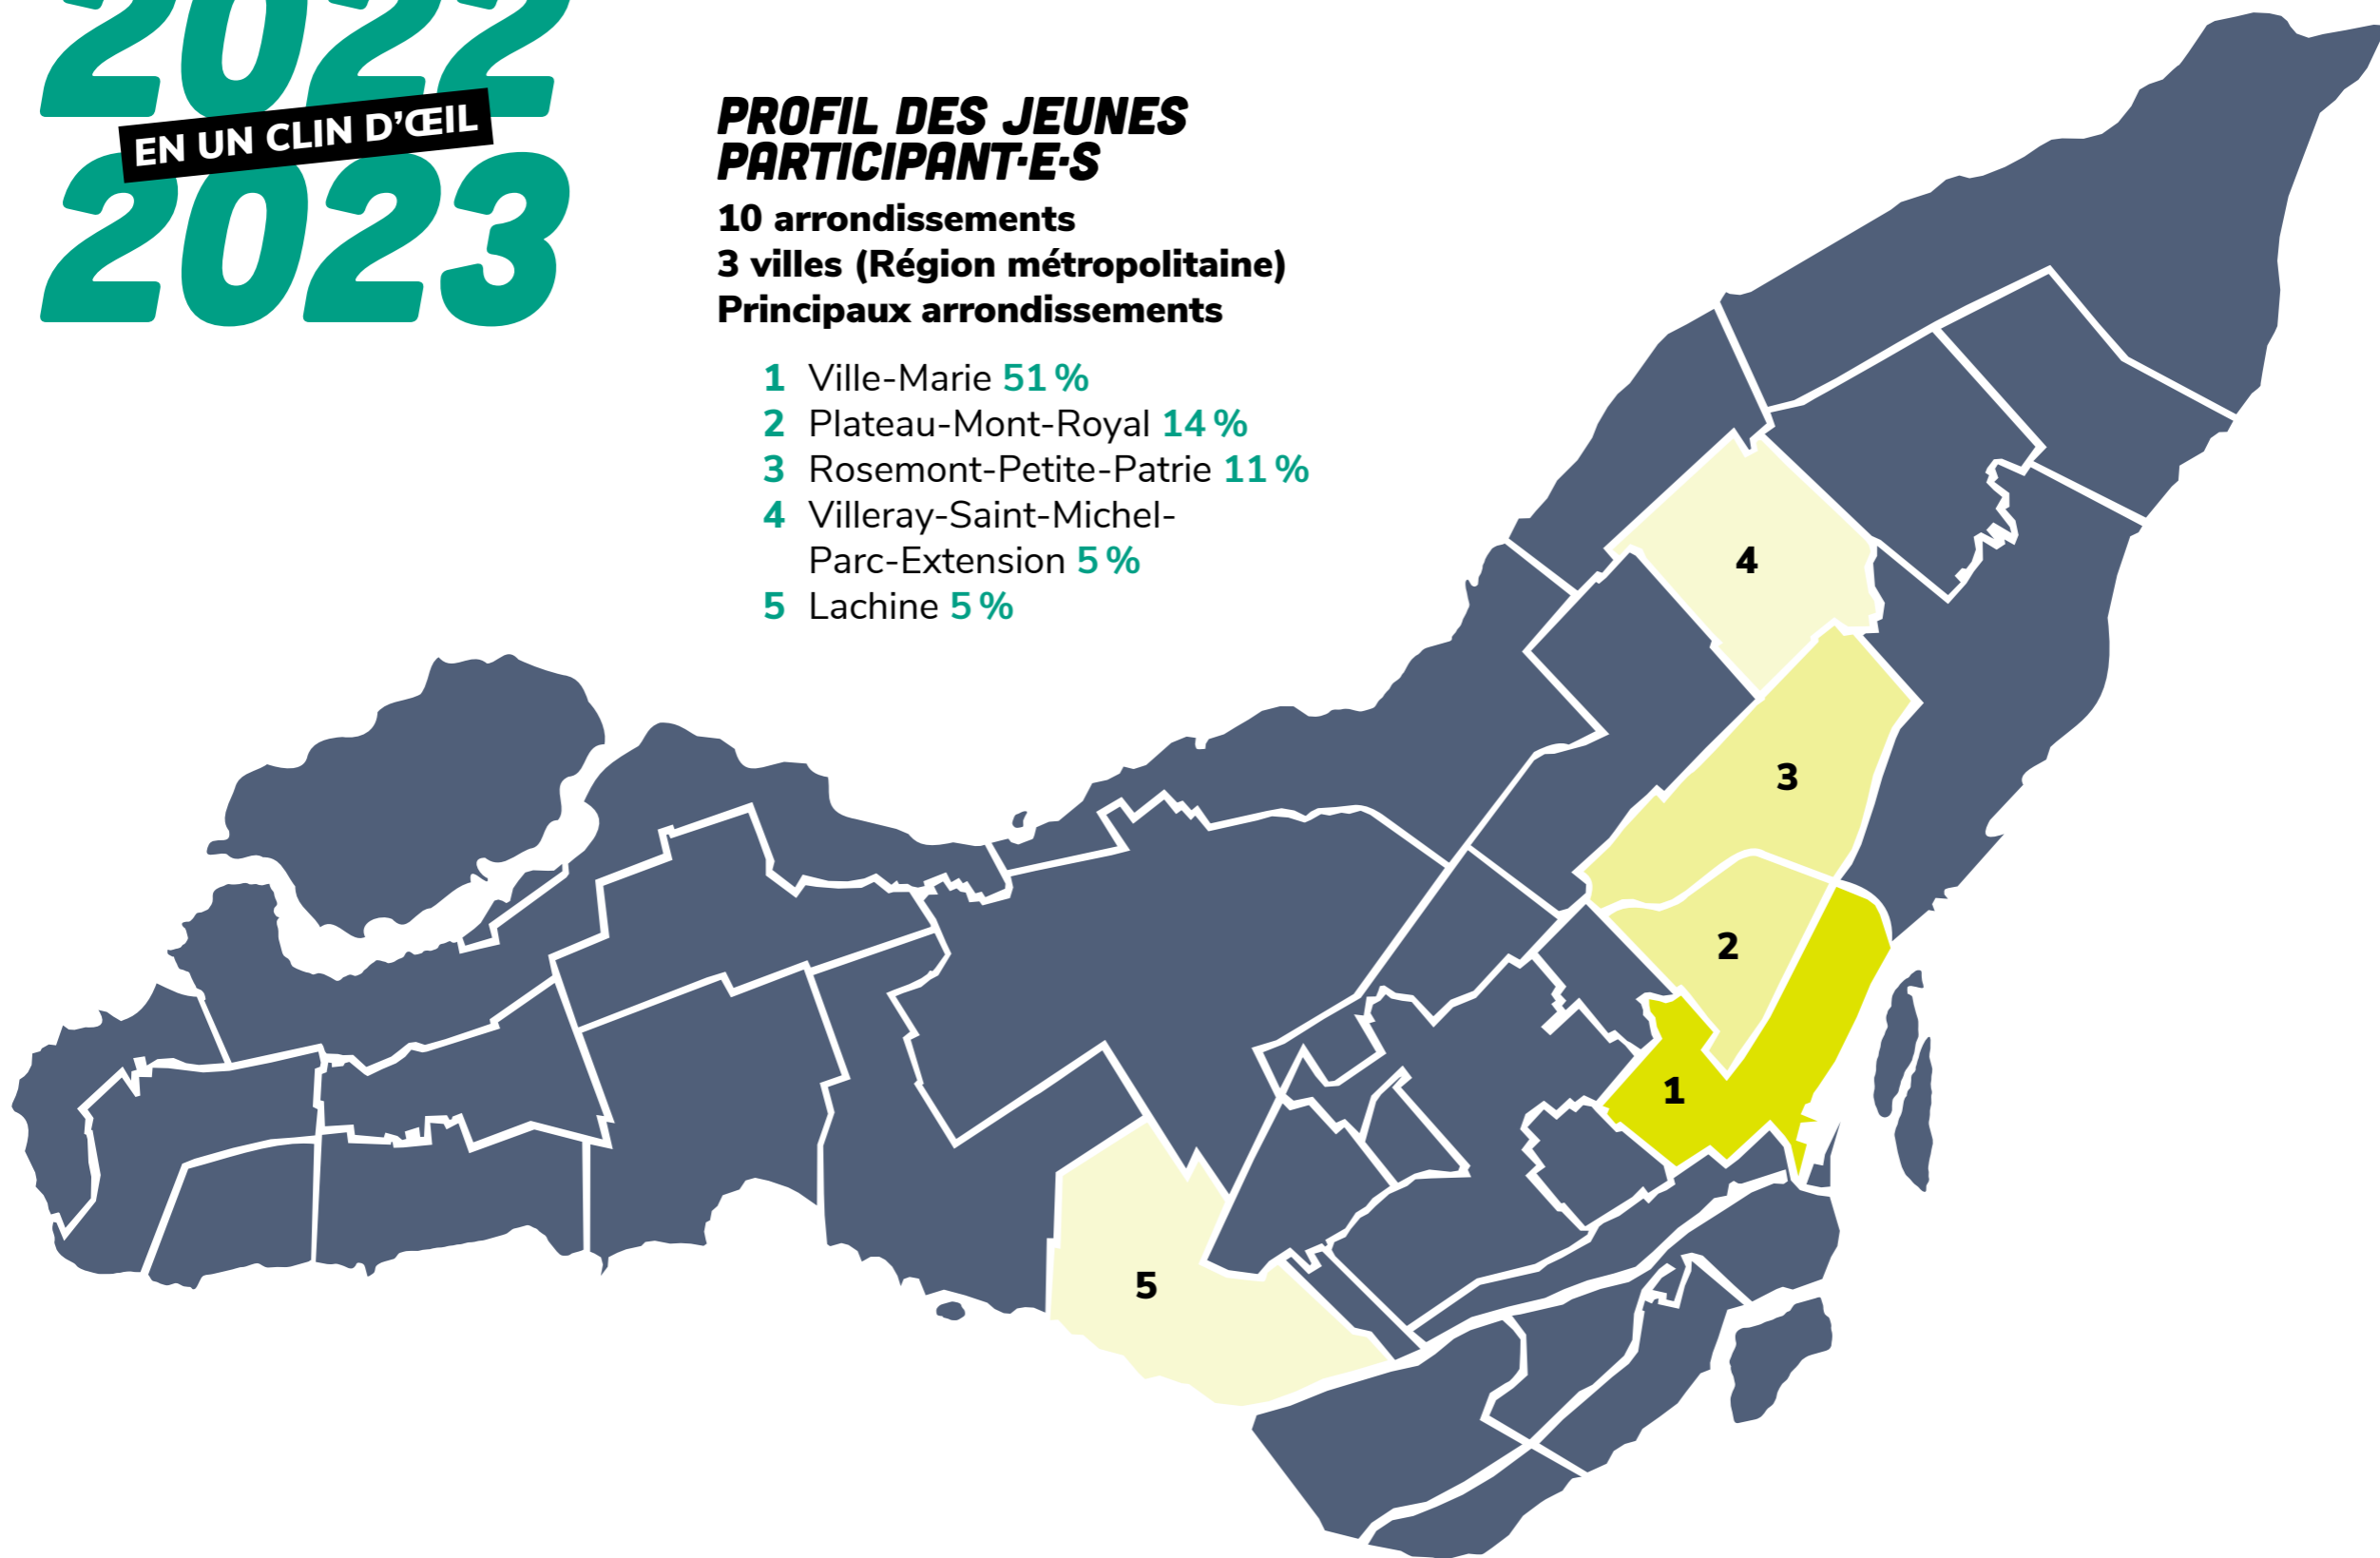 2022
EN UN CLIN D'ŒIL
2023
PROFIL DES JEUNES
PARTICIPANT·E·S
10 arrondissements
3 villes (Région métropolitaine)
Principaux arrondissements
1 Ville-Marie 51 %
2 Plateau-Mont-Royal 14 %
3 Rosemont-Petite-Patrie 11 %
4 Villeray-Saint-Michel-
Parc-Extension 5 %
5 Lachine 5 %
4
3
2
1
5